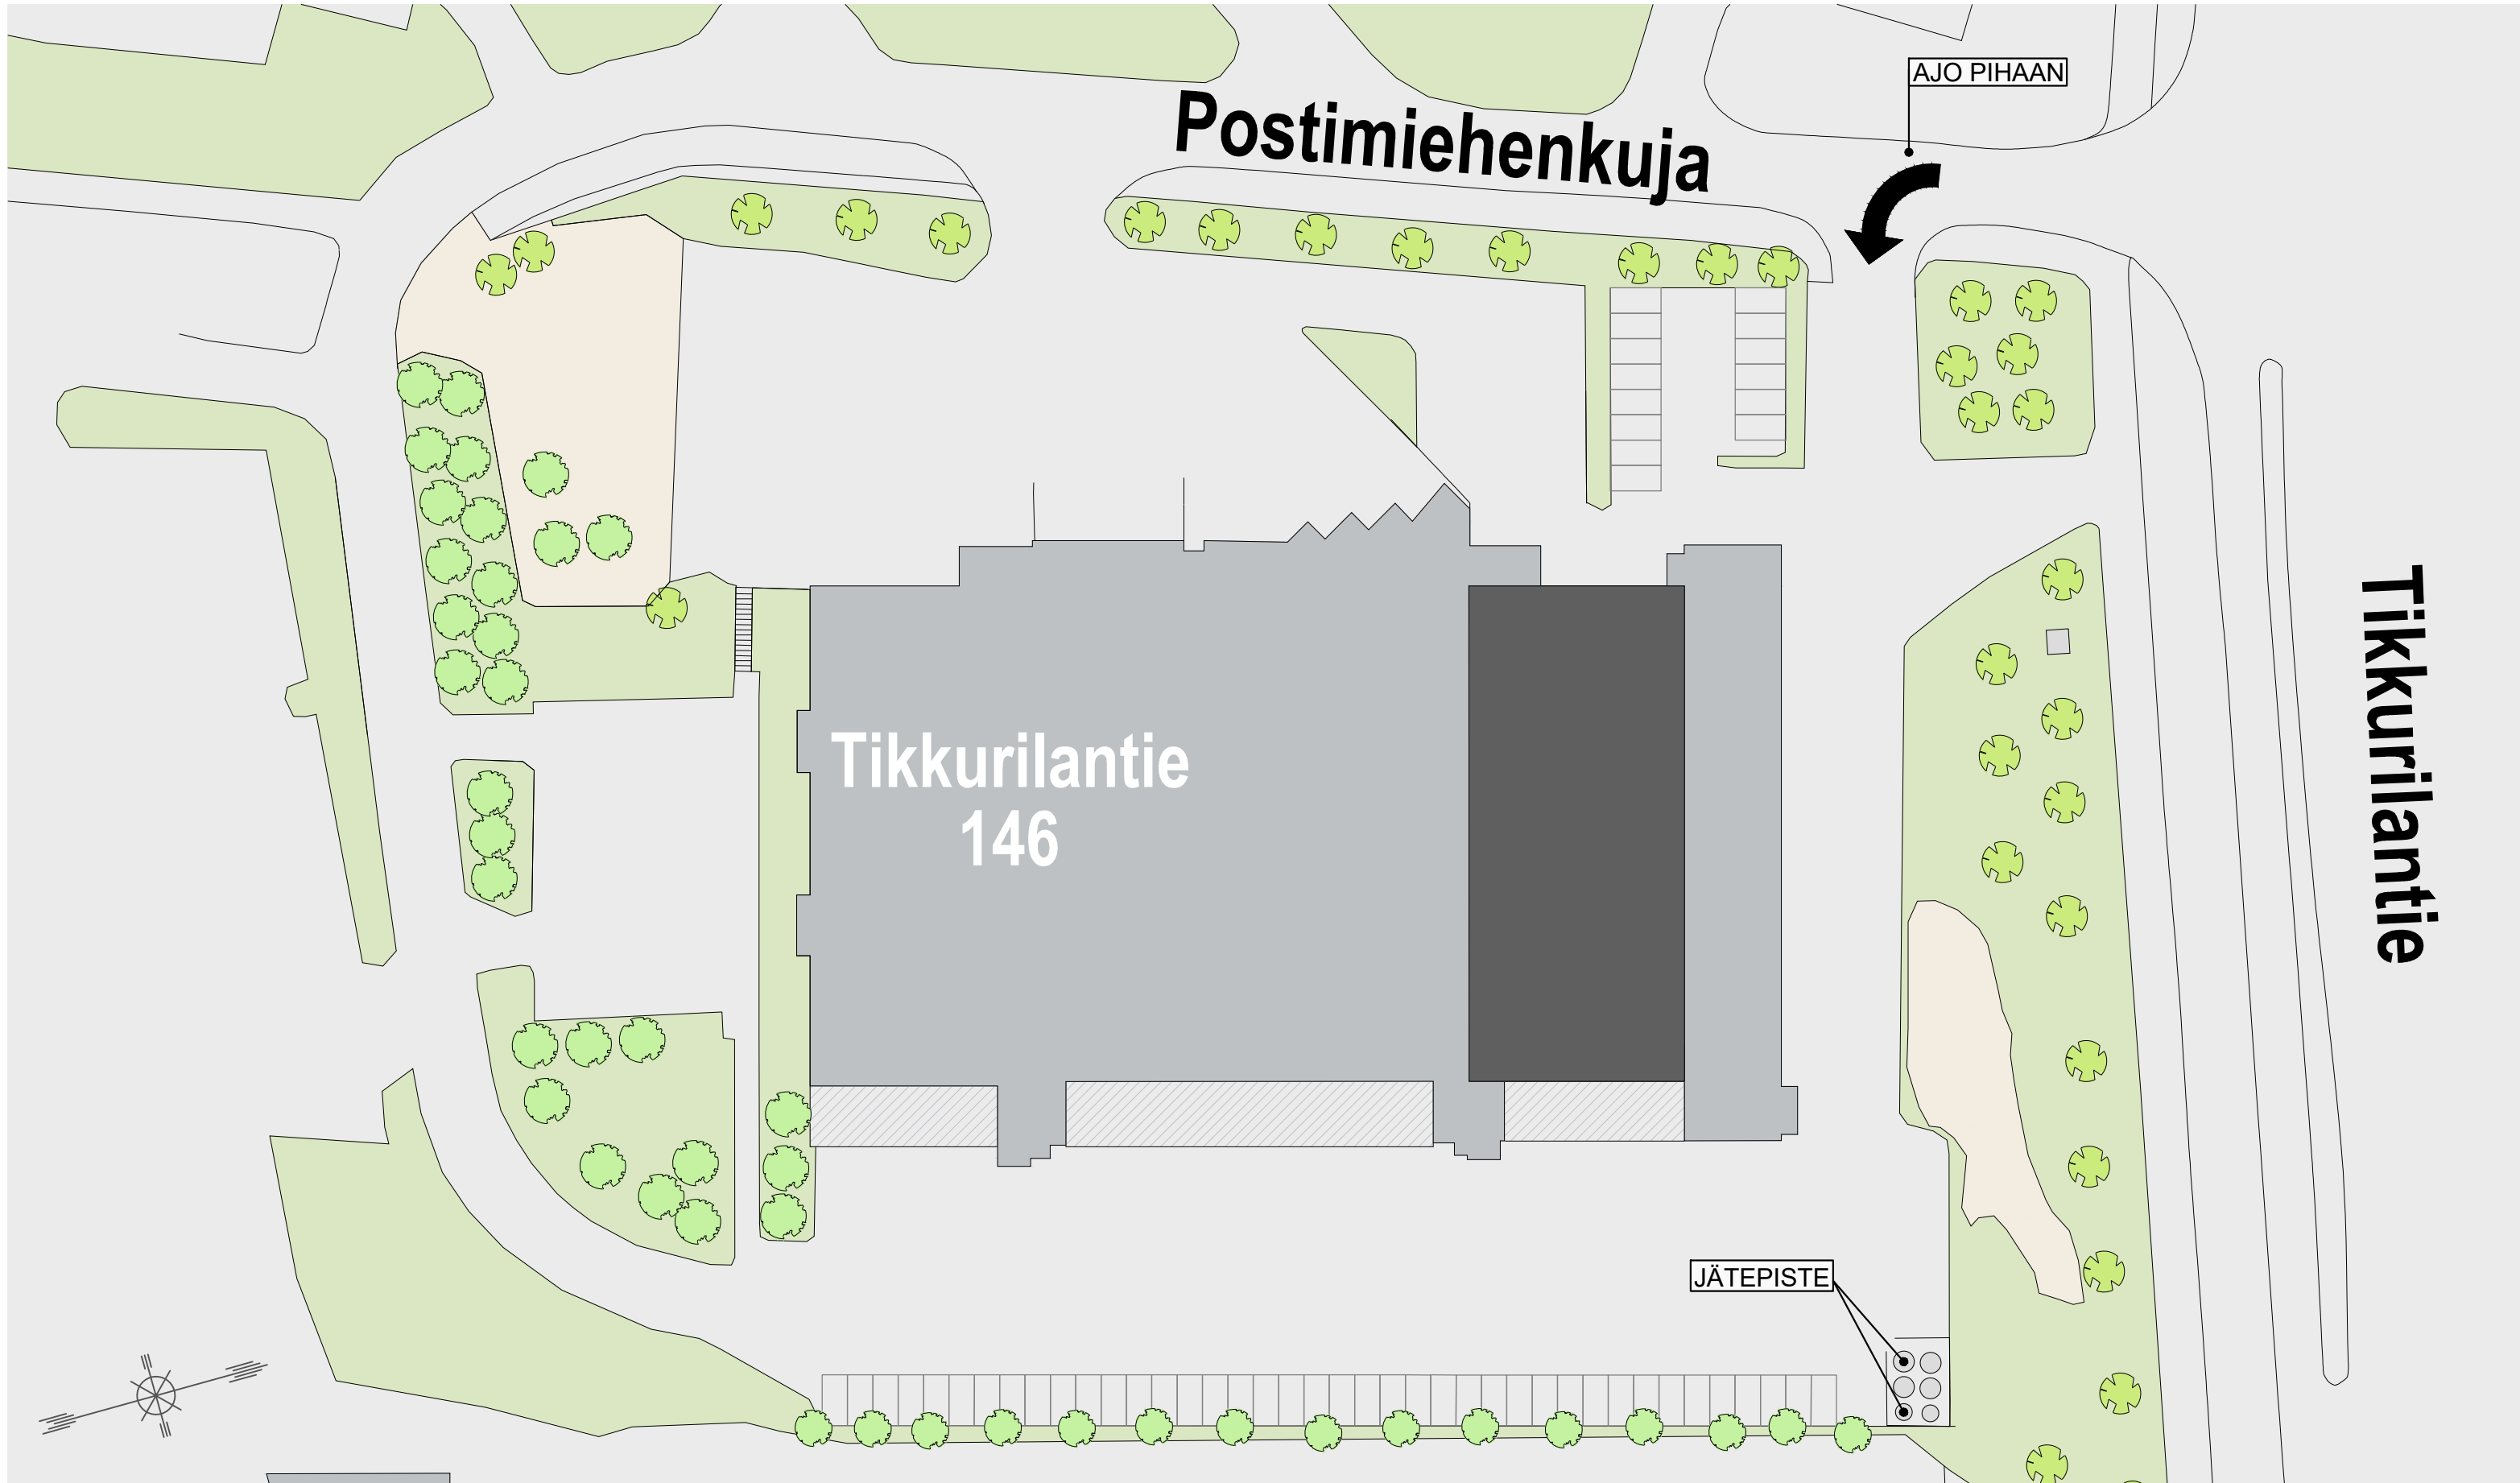 AJO PIHAAN
Postimiehenkuja
Tikkurilantie
Tikkurilantie
146
JÄTEPISTE